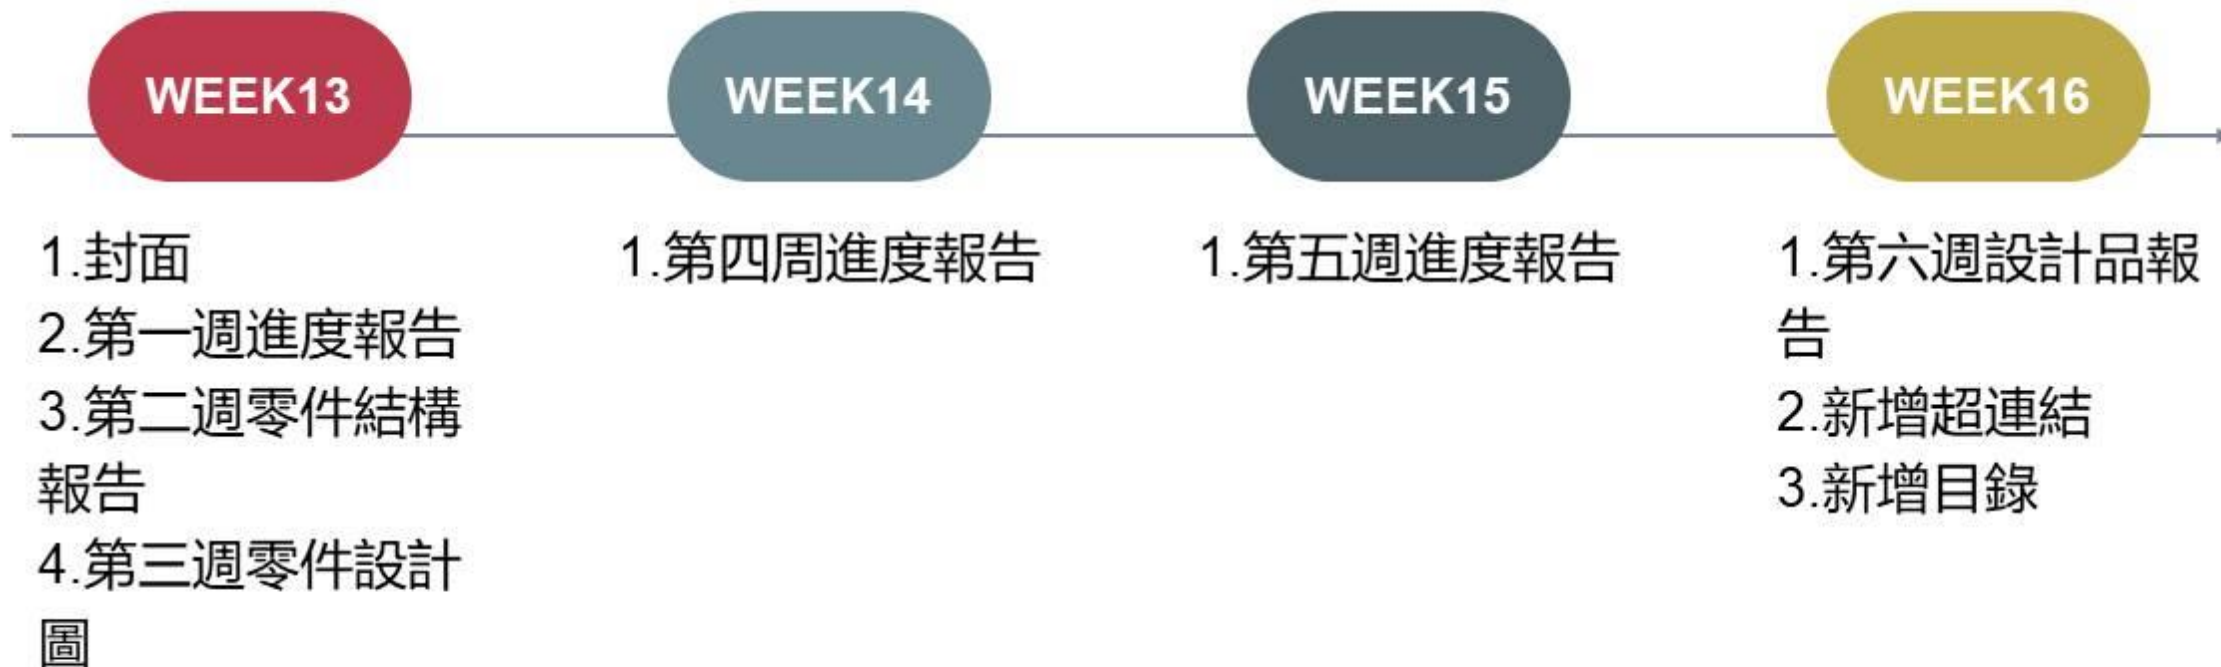 WEEK13
WEEK14
WEEK15
WEEK16
1.封面
2.第一週進度報告
3.第二週零件結構
報告
4.第三週零件設計
圖
1.第四周進度報告
1.第五週進度報告
1.第六週設計品報
告
2.新增超連結
3.新增目錄